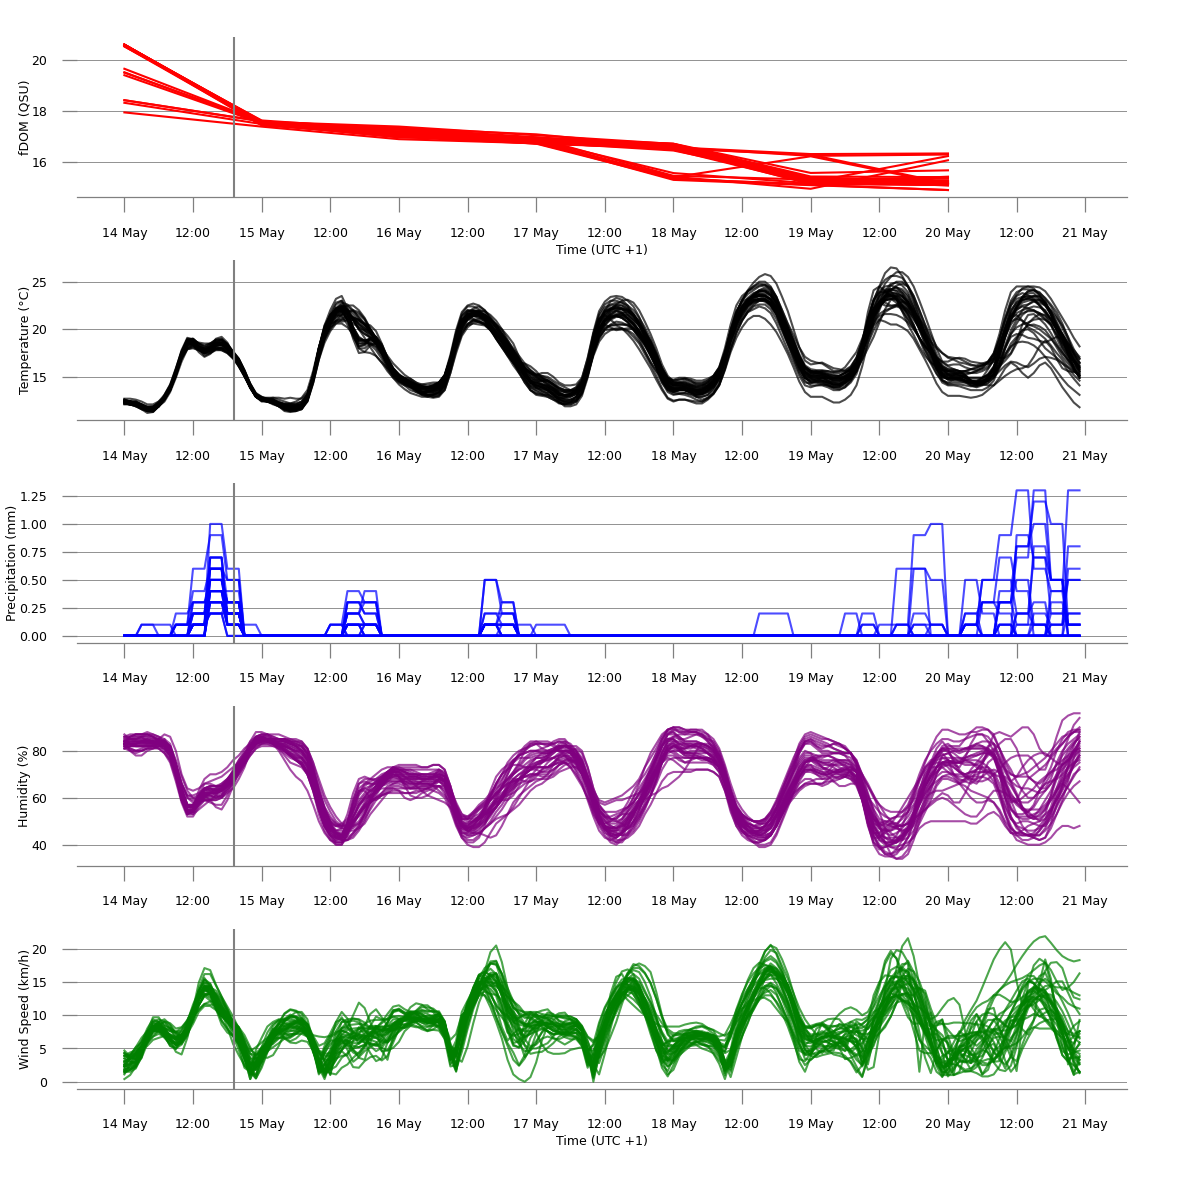 fDOM (QSU)
20
18
16
14 May 12:00 15 May 12:00 16 May 12:00 17 May 12:00 18 May 12:00 19 May 12:00 20 May 12:00 21 May
Time (UTC +1)
Temperature (°C)
25
20
15
14 May 12:00 15 May 12:00 16 May 12:00 17 May 12:00 18 May 12:00 19 May 12:00 20 May 12:00 21 May
Precipitation (mm)
1.25
1.00
0.75
0.50
0.25
0.00
14 May 12:00 15 May 12:00 16 May 12:00 17 May 12:00 18 May 12:00 19 May 12:00 20 May 12:00 21 May
Humidity (%)
80
60
40
14 May 12:00 15 May 12:00 16 May 12:00 17 May 12:00 18 May 12:00 19 May 12:00 20 May 12:00 21 May
Wind Speed (km/h)
20
15
10
5
0
14 May 12:00 15 May 12:00 16 May 12:00 17 May 12:00 18 May 12:00 19 May 12:00 20 May 12:00 21 May
Time (UTC +1)